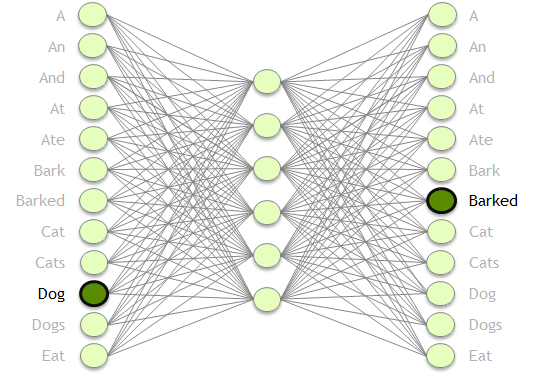 A
An
And
At
Ate
Bark
Barked
Cat
Cats
Dog
Dogs
Eat
A
An
And
At
Ate
Bark
Barked
Cat
Cats
Dog
Dogs
Eat